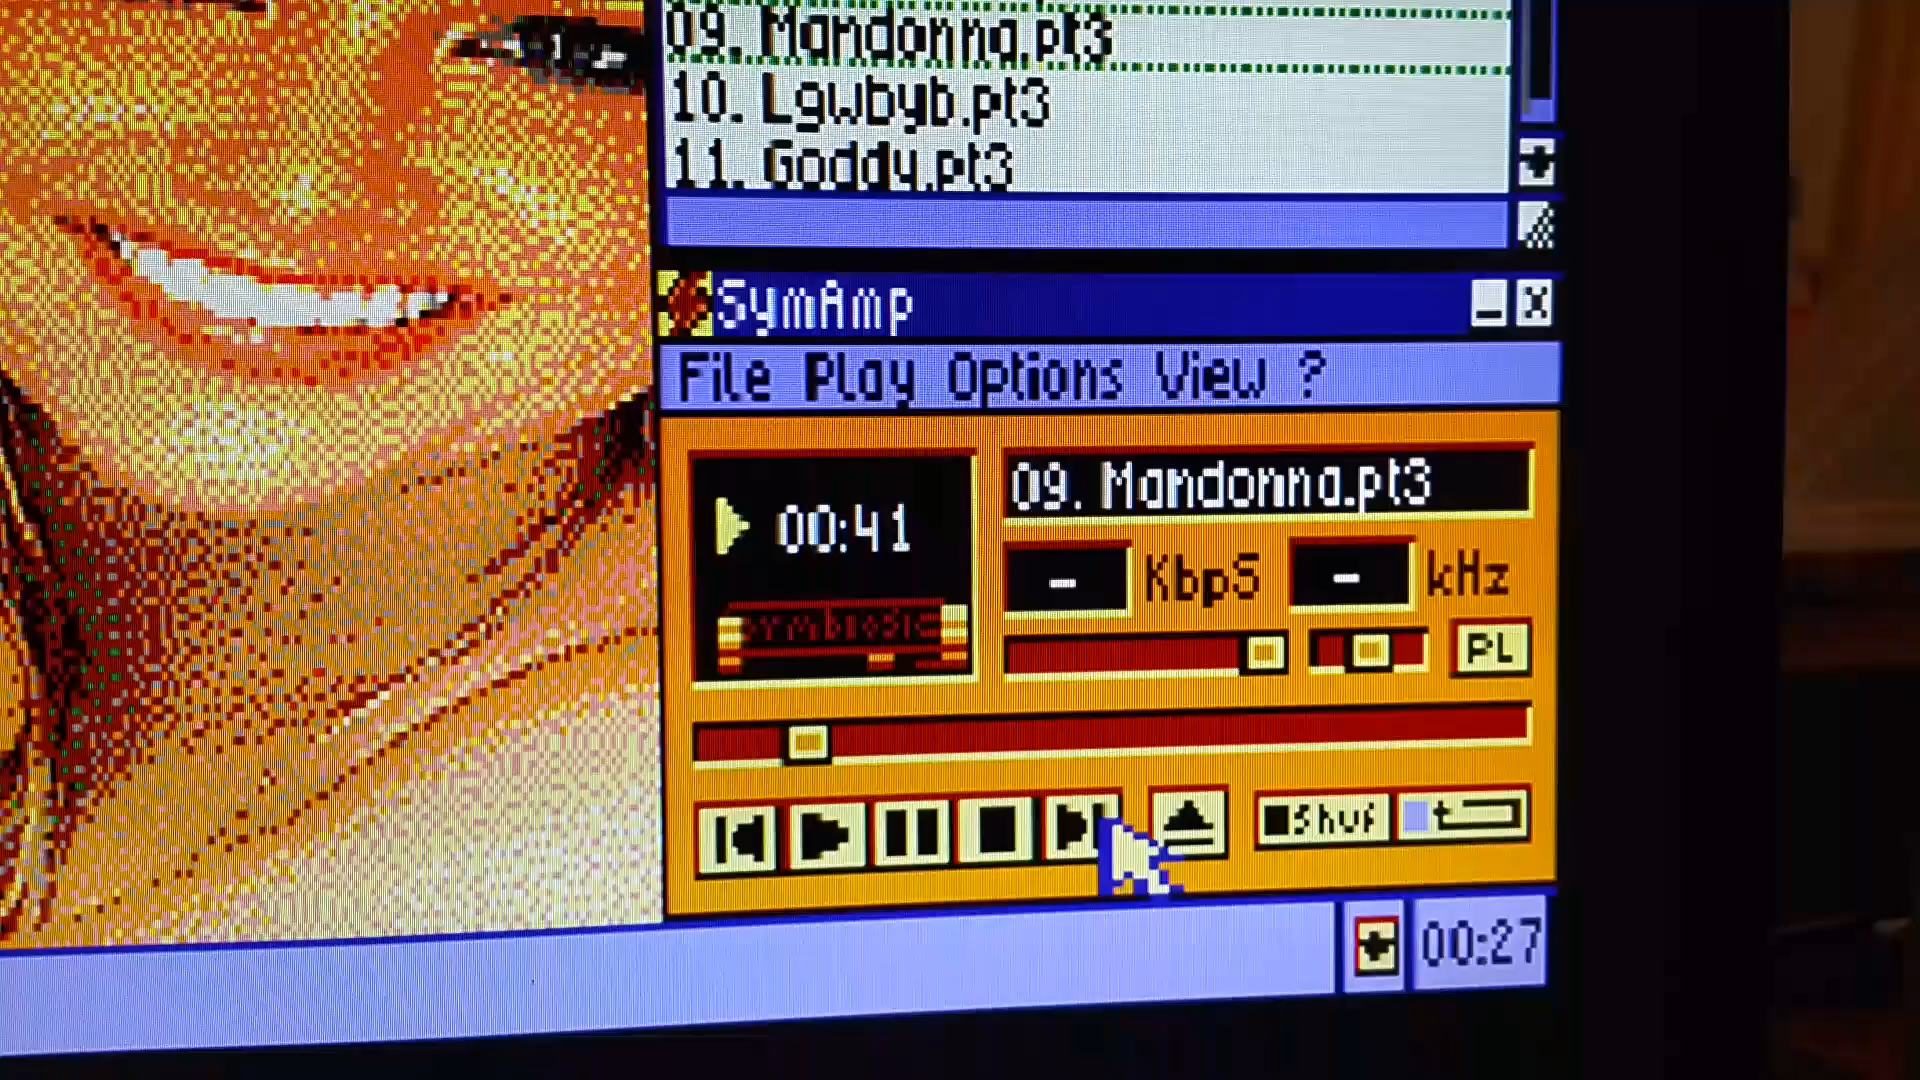 09. Mandonna.pt3
10. Lgwbyb.pt3
11. Goddy.pt3
SymAmp
File Play Options View ?
00:41
09. Mandonna.pt3
- KbpS - kHz
PL
Shuf
00:27